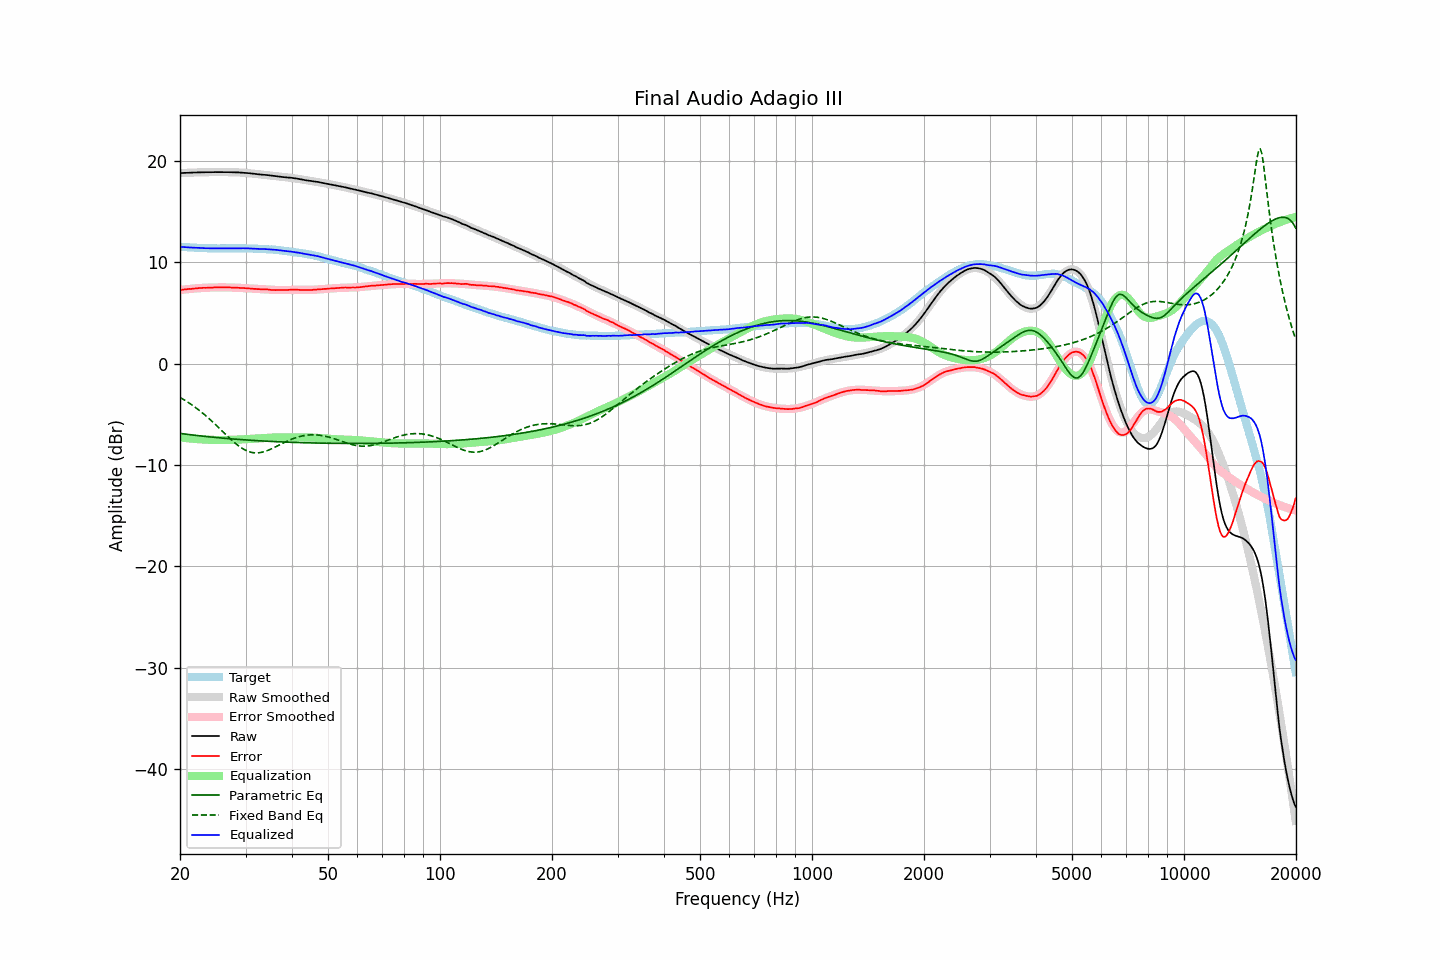 Final Audio Adagio III
Amplitude (dBr)
20
10
0
−10
−20
−30
−40
Target
Raw Smoothed
Error Smoothed
Raw
Error
Equalization
Parametric Eq
Fixed Band Eq
Equalized
20 50 100 200 500 1000 2000 5000 10000 20000
Frequency (Hz)